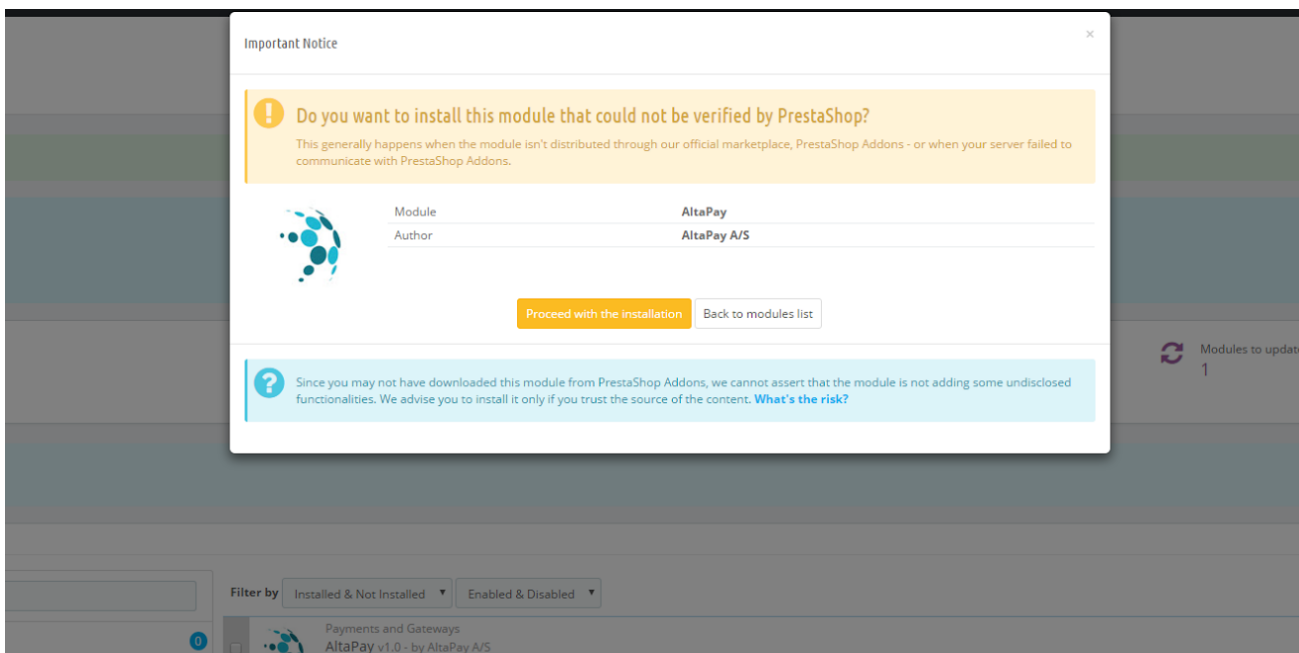 Important Notice
×
Do you want to install this module that could not be verified by PrestaShop?
This generally happens when the module isn't distributed through our official marketplace, PrestaShop Addons - or when your server failed to
communicate with PrestaShop Addons.
Module AltaPay
Author AltaPay A/S
Proceed with the installation Back to modules list
Modules to updat
1
Since you may not have downloaded this module from PrestaShop Addons, we cannot assert that the module is not adding some undisclosed
functionalities. We advise you to install it only if you trust the source of the content. What's the risk?
Filter by Installed & Not Installed Enabled & Disabled
0
Payments and Gateways
AltaPay v1.0 - by AltaPay A/S